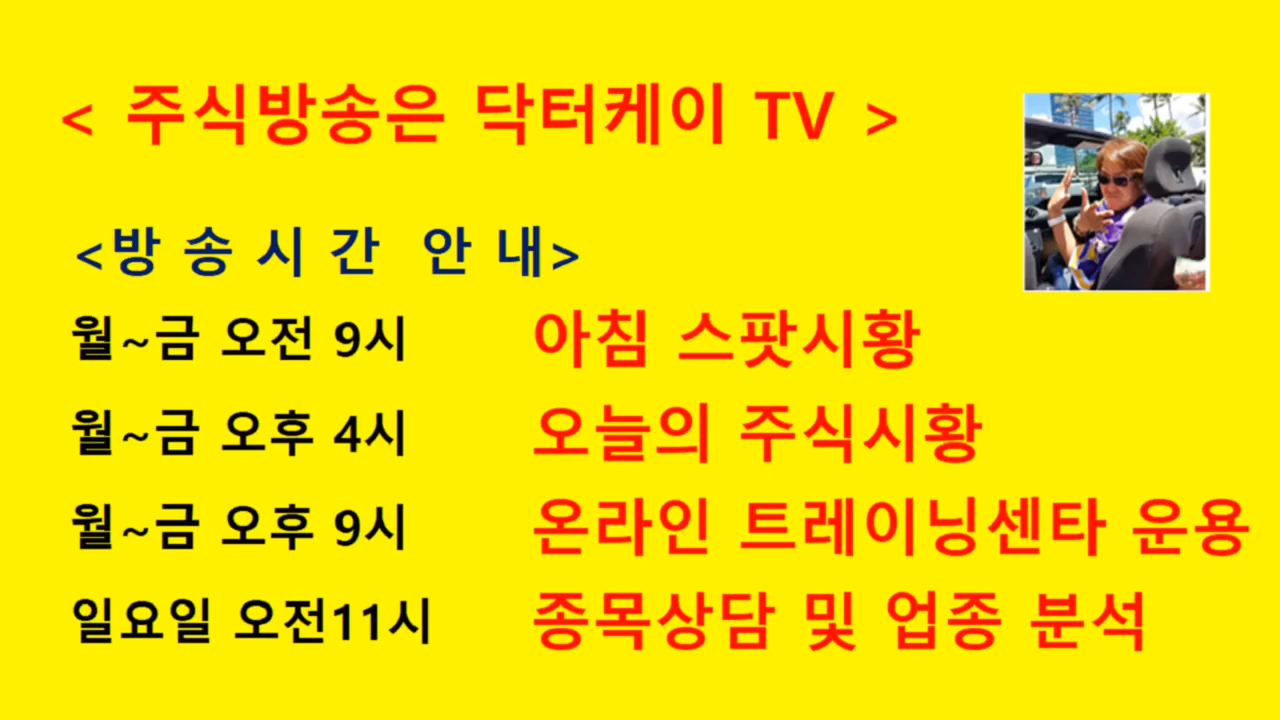 < 주식방송은 닥터케이 TV >
<방 송 시 간 안 내>
월~금 오전 9시 아침 스팟시황
월~금 오후 4시 오늘의 주식시황
월~금 오후 9시 온라인 트레이닝센타 운용
일요일 오전11시 종목상담 및 업종 분석